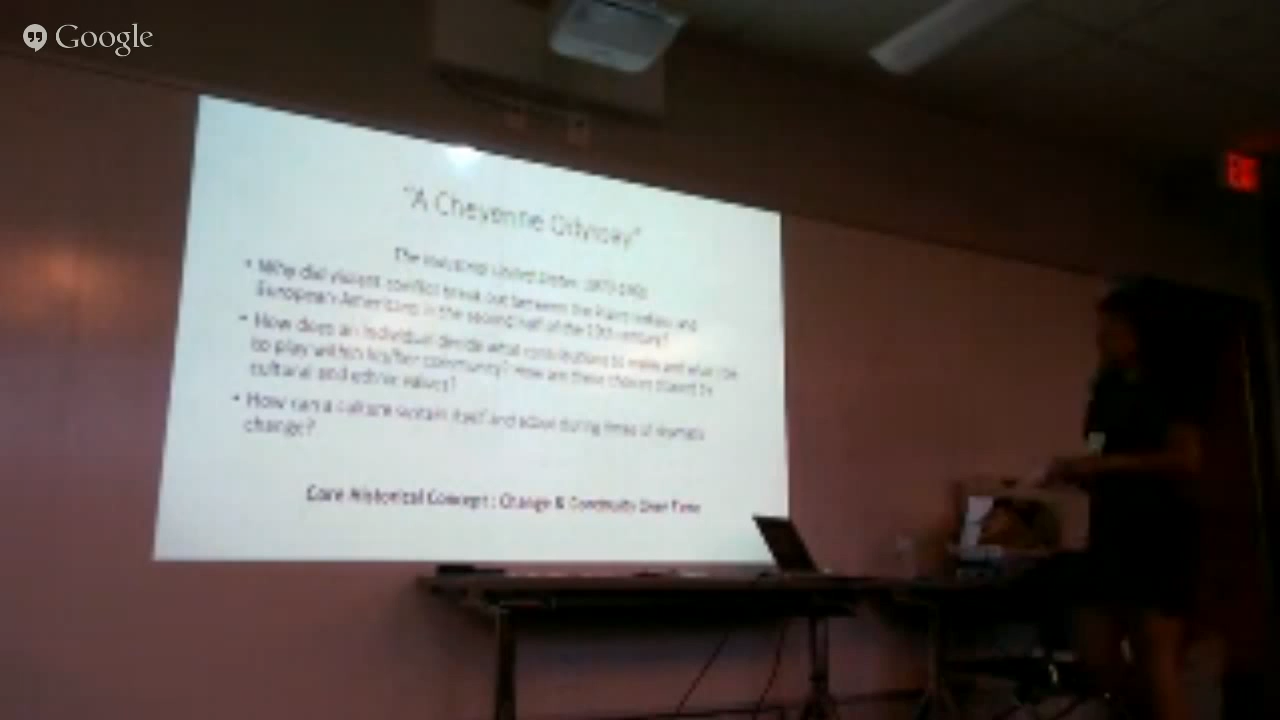 Google
"A Cheyenne Odyssey"
The Industrial United States,
• Why did violent conflict break out between the Plains Indians and
European-Americans in the second half of the 19th century?
• How does an individual decide what contributions to make and what
to play within his/her community? How are these choices shaped by
cultural and ethnic values?
• How can a culture sustain itself and adapt during times of dramatic
change?
Core Historical Concept: Change & Continuity Over Time